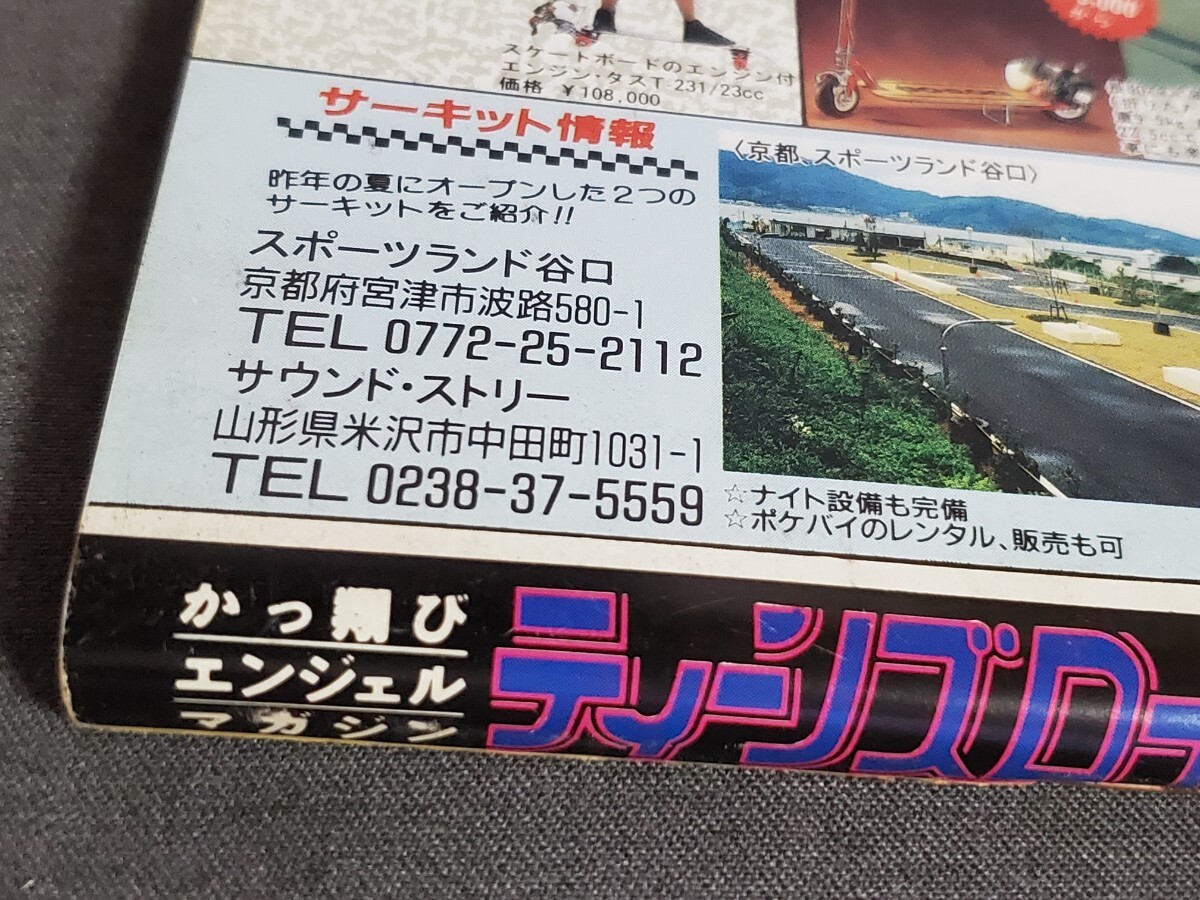 スケートボードのエンジン付
エンジン・タスT-231/23cc
価格 ¥108,000
サーキット情報
昨年の夏にオープンした2つの
サーキットをご紹介!!
スポーツランド谷口
京都府宮津市波路580-1
TEL 0772-25-2112
サウンド・ストリー
山形県米沢市中田町1031-1
TEL 0238-37-5559
〈京都、スポーツランド谷口〉
☆ナイト設備も完備
☆ポケバイのレンタル、販売も可
かっ翔び
エンジェル
マガジン
ティーンズロ